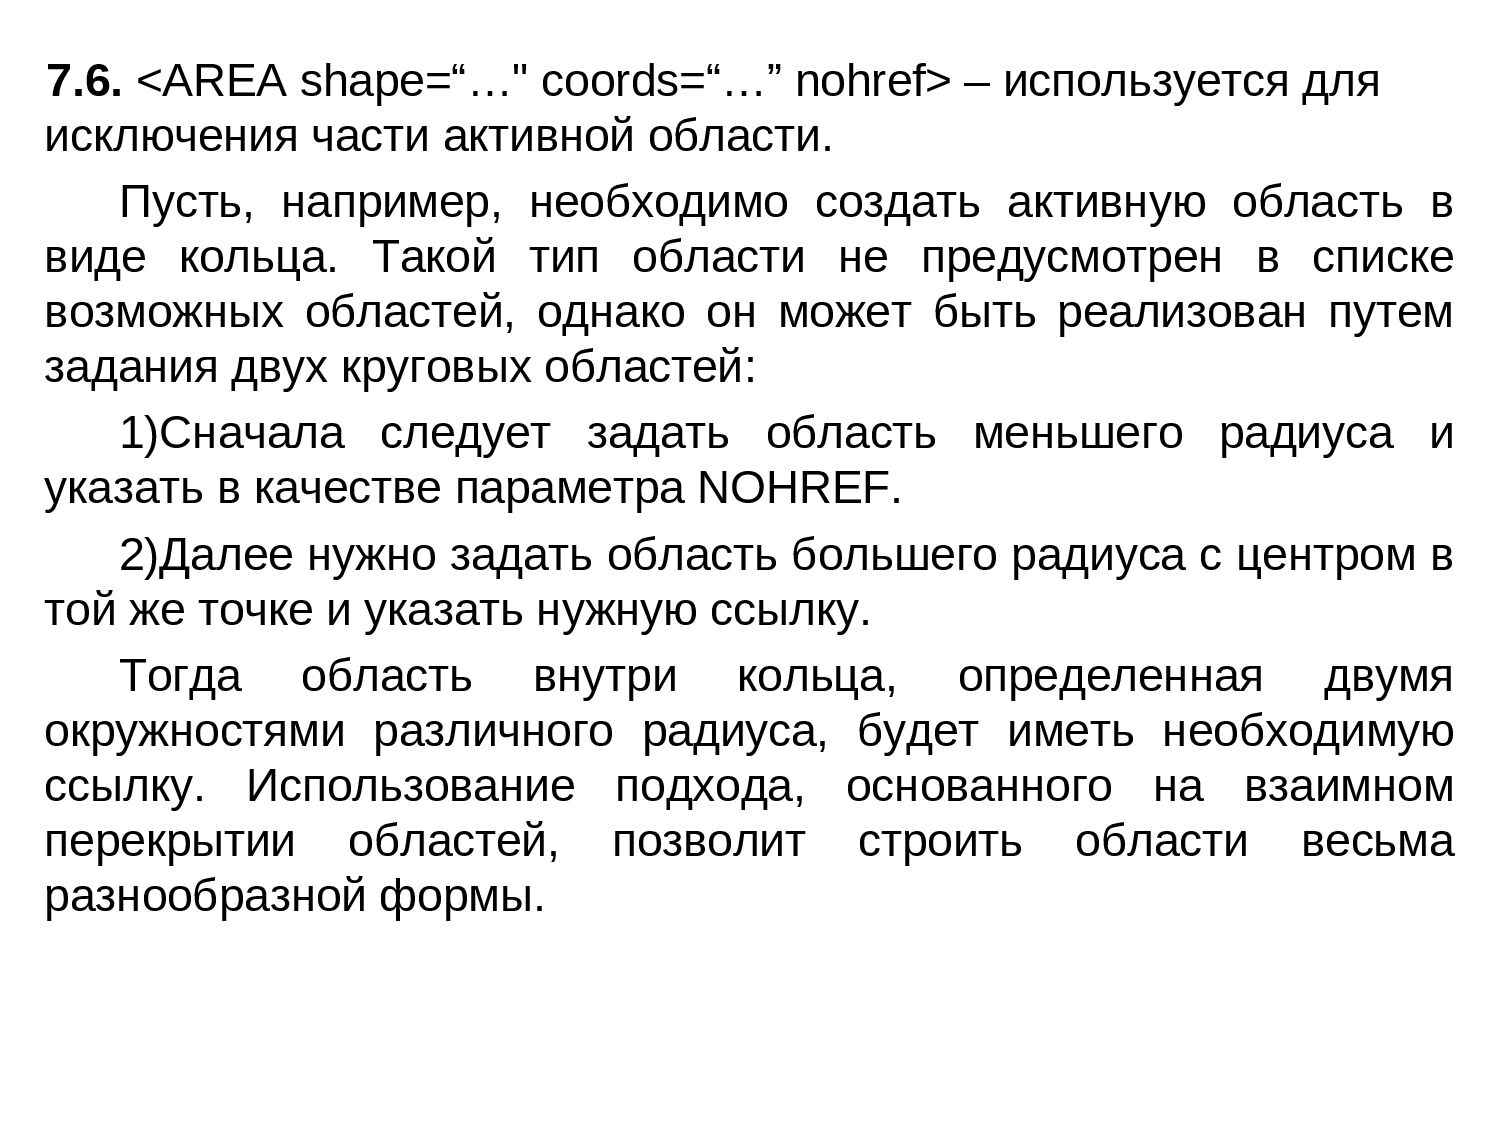 7.6. <AREA shape=“…" coords=“…” nohref> – используется для
исключения части активной области.
Пусть, например, необходимо создать активную область в
виде кольца. Такой тип области не предусмотрен в списке
возможных областей, однако он может быть реализован путем
задания двух круговых областей:
1)Сначала следует задать область меньшего радиуса и
указать в качестве параметра NOHREF.
2)Далее нужно задать область большего радиуса с центром в
той же точке и указать нужную ссылку.
Тогда область внутри кольца, определенная двумя
окружностями различного радиуса, будет иметь необходимую
ссылку. Использование подхода, основанного на взаимном
перекрытии областей, позволит строить области весьма
разнообразной формы.